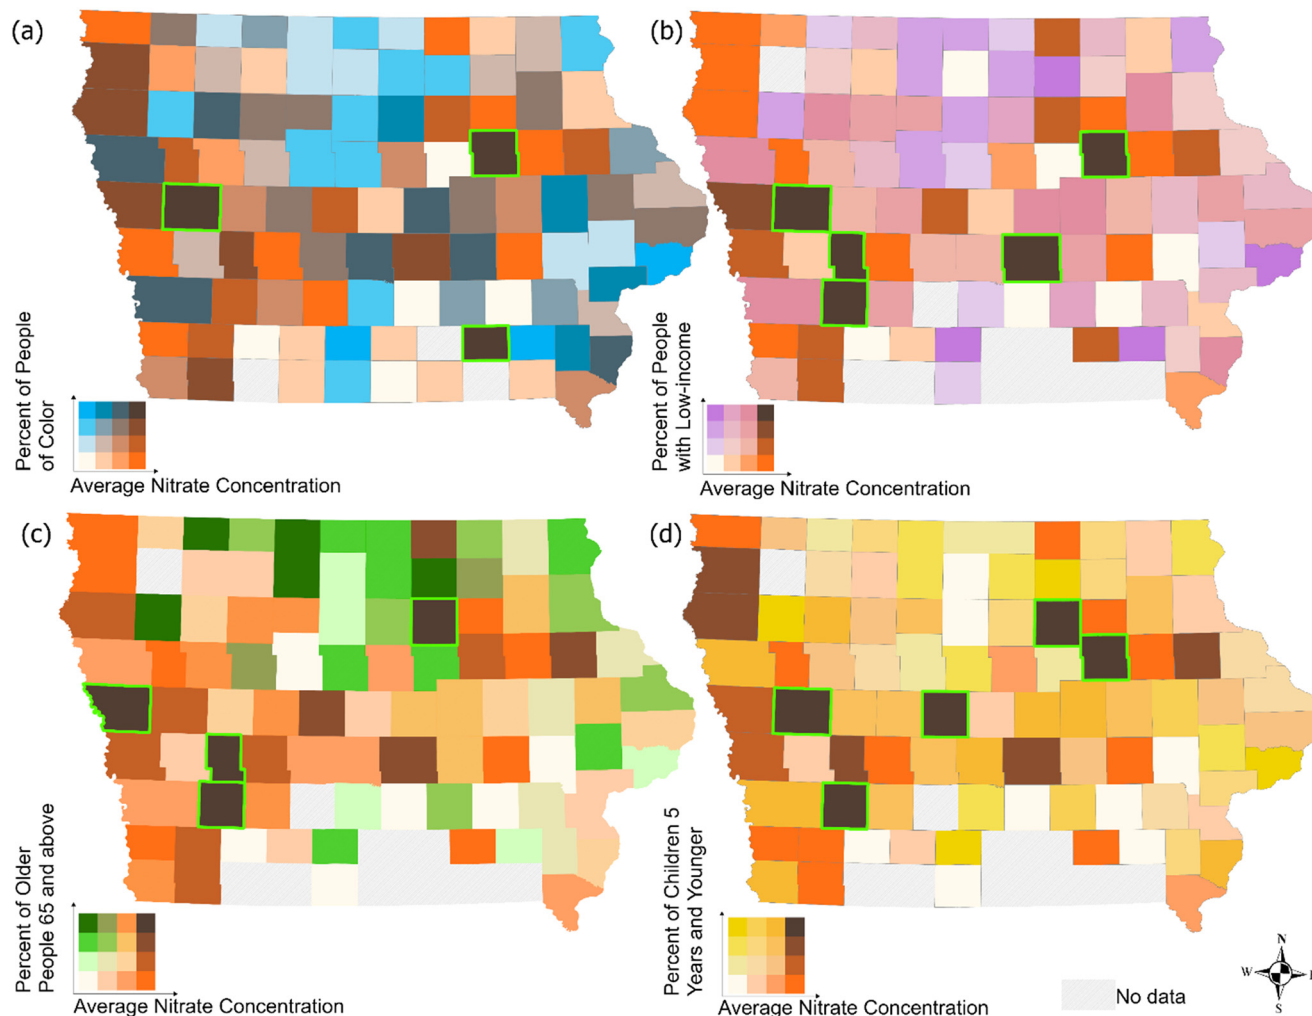 (a)
(b)
Percent of People
of Color
Average Nitrate Concentration
Percent of People
with Low-income
Average Nitrate Concentration
(c)
(d)
Percent of Older
People 65 and above
Average Nitrate Concentration
Percent of Children 5
Years and Younger
Average Nitrate Concentration
No data
N
W
E
S